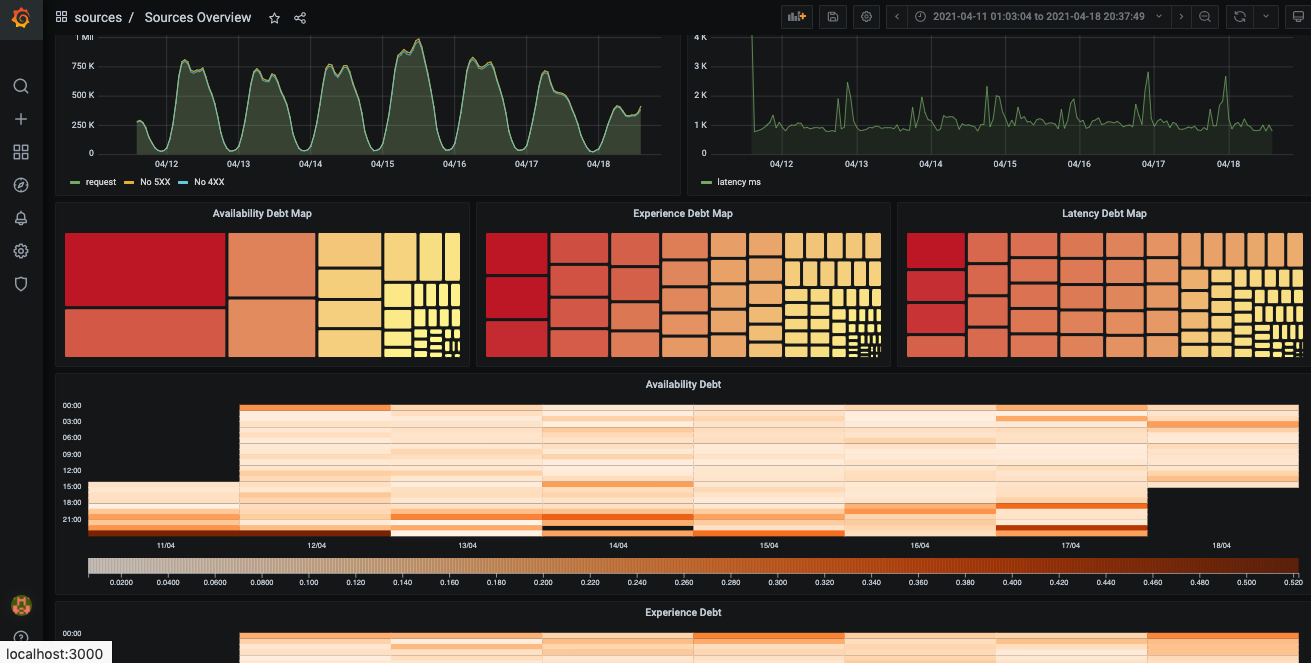 sources / Sources Overview
2021-04-11 01:03:04 to 2021-04-18 20:37:49
1 Mil
750 K
500 K
250 K
0
04/12 04/13 04/14 04/15 04/16 04/17 04/18
request No 5XX No 4XX
4 K
3 K
2 K
1 K
0
04/12 04/13 04/14 04/15 04/16 04/17 04/18
latency ms
Availability Debt Map
Experience Debt Map
Latency Debt Map
Availability Debt
00:00
03:00
06:00
09:00
12:00
15:00
18:00
21:00
11/04 12/04 13/04 14/04 15/04 16/04 17/04 18/04
0.0200 0.0400 0.0600 0.0800 0.100 0.120 0.140 0.160 0.180 0.200 0.220 0.240 0.260 0.280 0.300 0.320 0.340 0.360 0.380 0.400 0.420 0.440 0.460 0.480 0.500 0.520
Experience Debt
00:00
localhost:3000